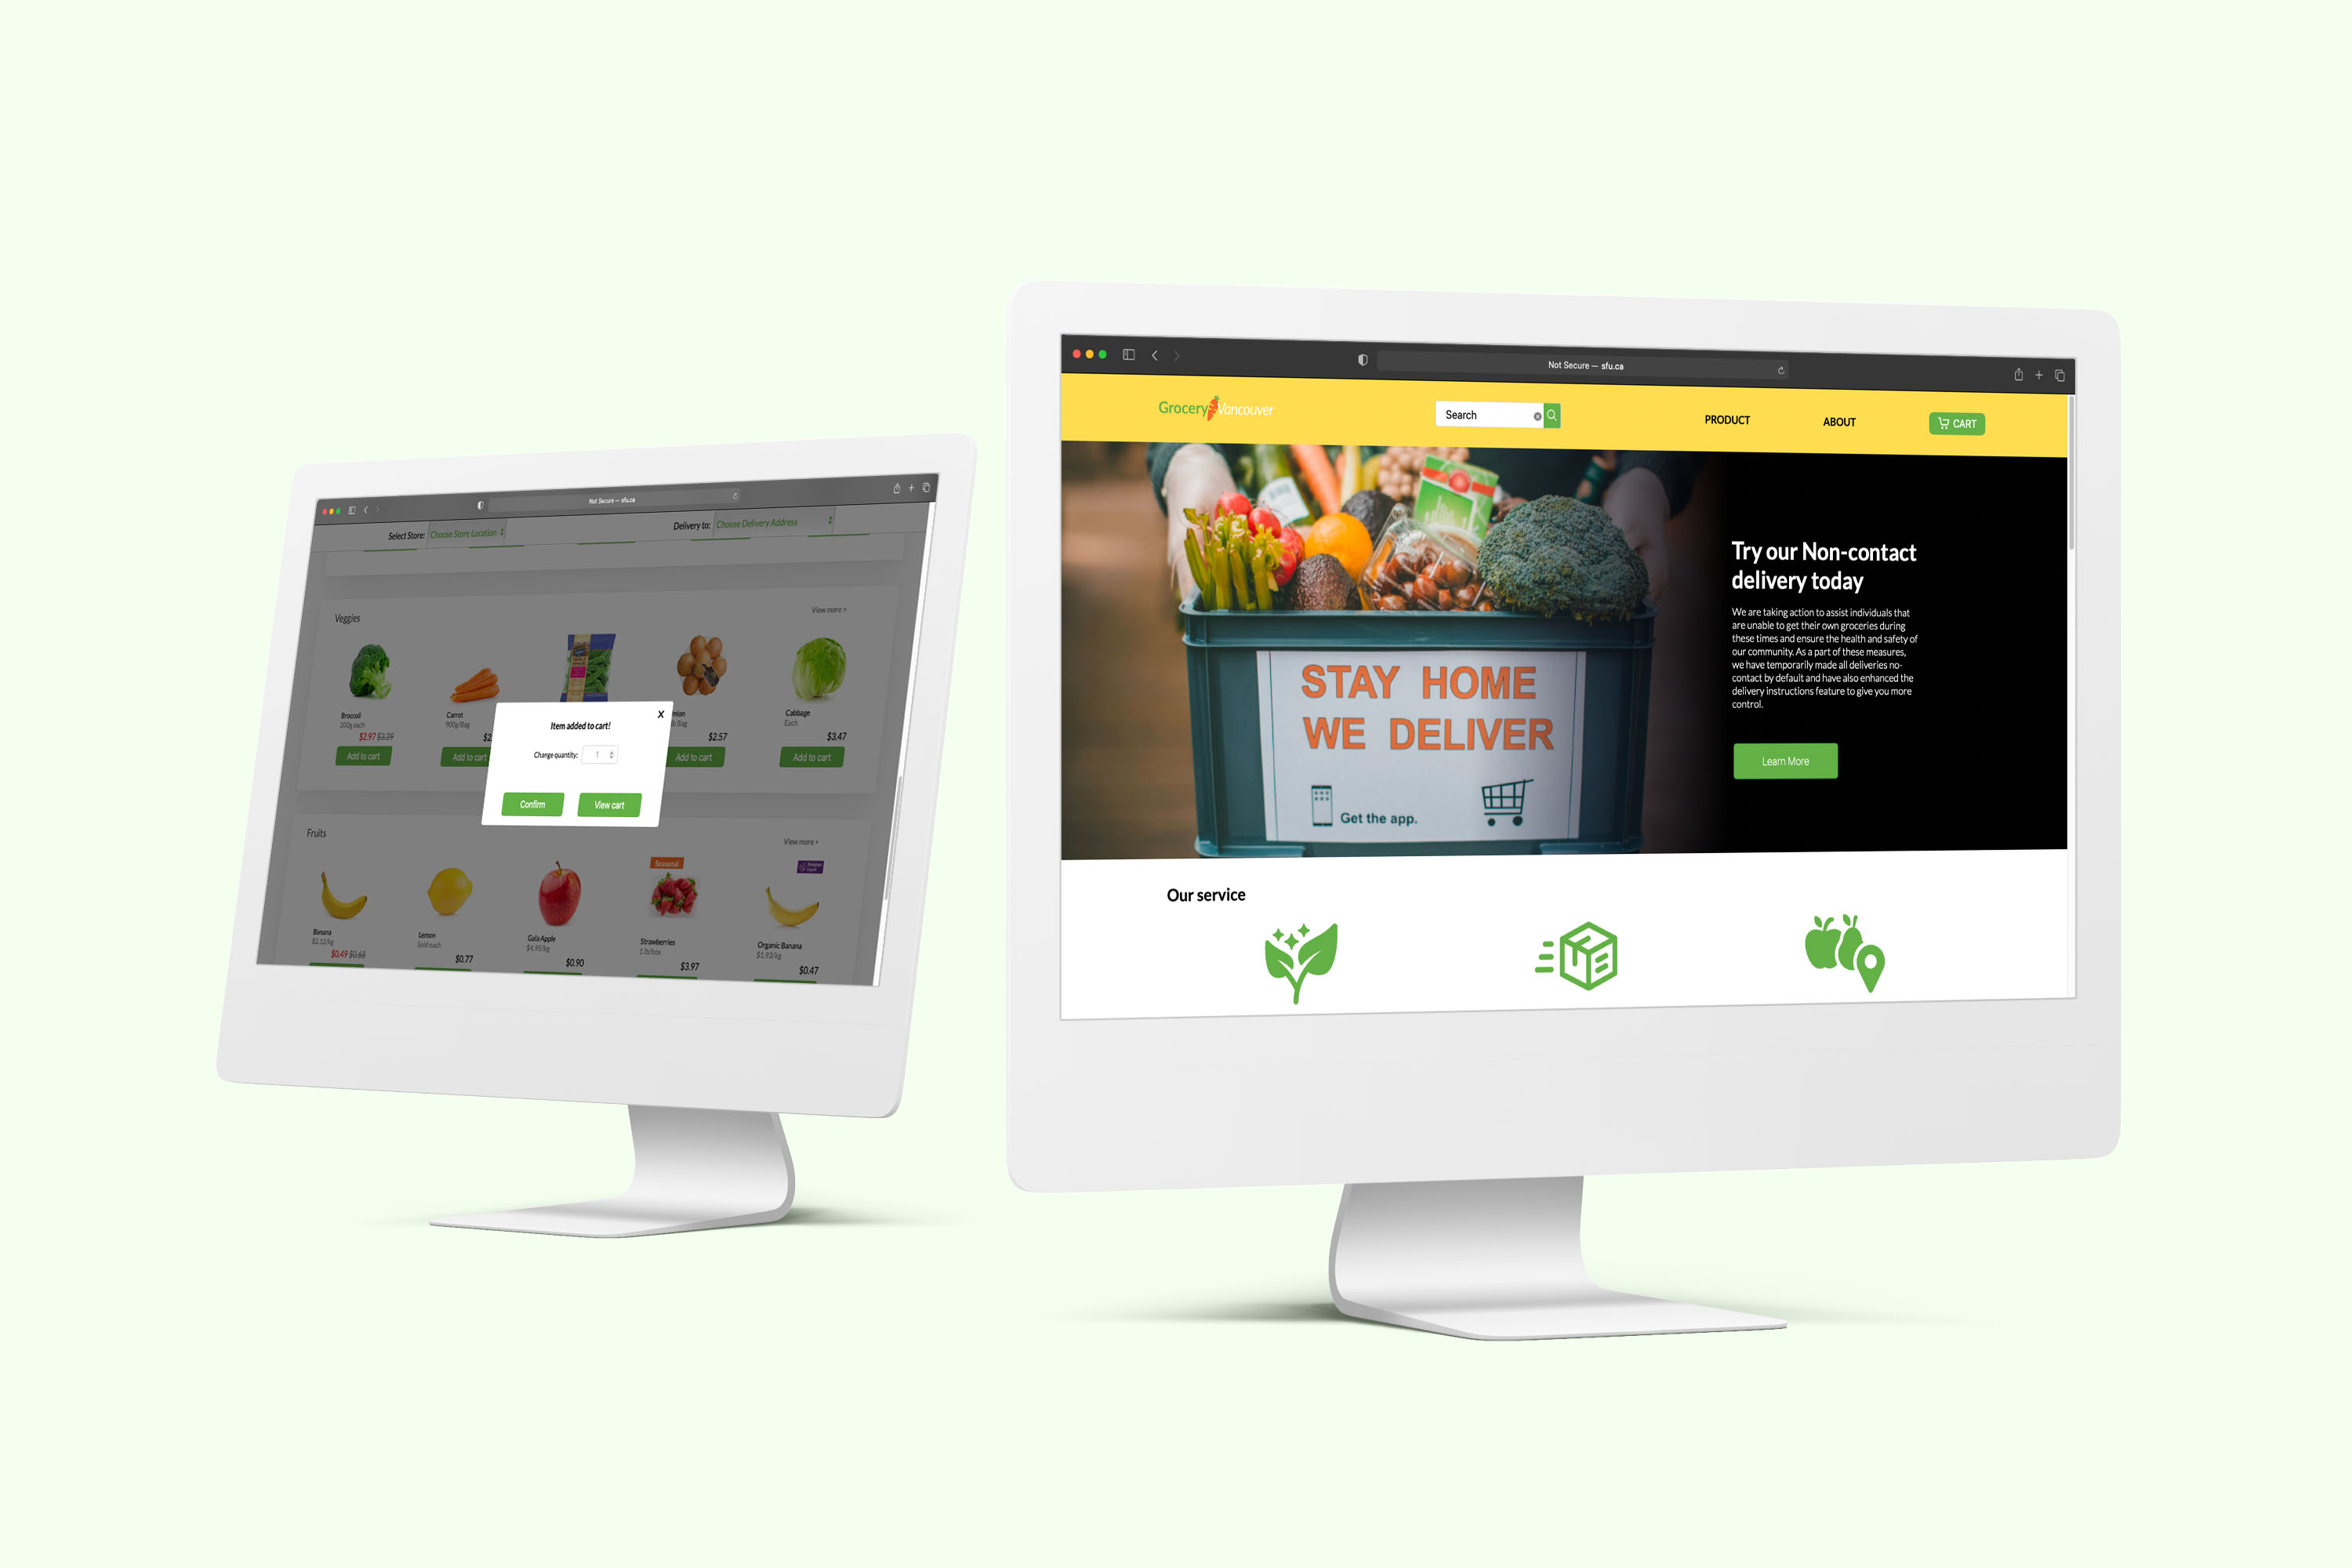 Not Secure — sfu.ca
Select Store: Choose Store Location
Delivery to: Choose Delivery Address
Veggies
View more >
Broccoli
200g each
$2.97 $3.39
Add to cart
Carrot
900g/Bag
$2
Add to cart
nion
b Bag
$2.57
Add to cart
Cabbage
Each
$3.47
Add to cart
Item added to cart!
X
Change quantity: 1
Confirm
View cart
Fruits
View more >
Banana
$2.12/kg
$0.49 $0.68
Lemon
Sold each
$0.77
Gala Apple
$4.95/kg
$0.90
Seasonal
Strawberries
1 lb/box
$3.97
Organic Banana
$1.93/kg
$0.47
Not Secure — sfu.ca
Grocery Vancouver
Search
PRODUCT
ABOUT
CART
STAY HOME
WE DELIVER
Get the app.
Try our Non-contact
delivery today
We are taking action to assist individuals that
are unable to get their own groceries during
these times and ensure the health and safety of
our community. As a part of these measures,
we have temporarily made all deliveries no-
contact by default and have also enhanced the
delivery instructions feature to give you more
control.
Learn More
Our service